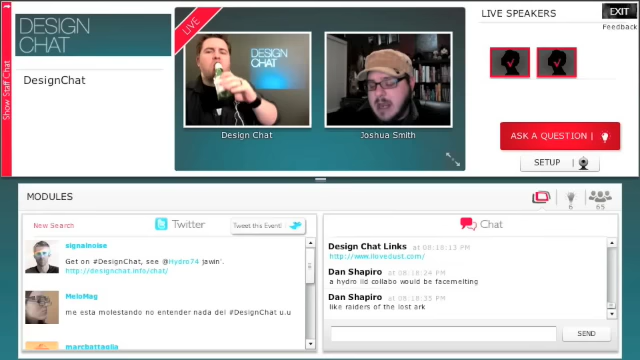 Show Staff Chat
DESIGN
CHAT
DesignChat
LIVE
DESIGN
CHAT
Design Chat
Joshua Smith
LIVE SPEAKERS
EXIT
Feedback
ASK A QUESTION
SETUP
MODULES
6
65
New Search
Twitter
Tweet this Event!
signalnoise
Get on #DesignChat, see @Hydro74 jawin'.
http://designchat.info/chat/
MeloMag
me esta molestando no entender nada del #DesignChat u.u
marcbattaglia
Chat
Design Chat Links at 08:18:13 PM
http://www.ilovedust.com/
Dan Shapiro at 08:18:24 PM
a hydro ild collabo would be facemelting
Dan Shapiro at 08:18:35 PM
like raiders of the lost ark
SEND